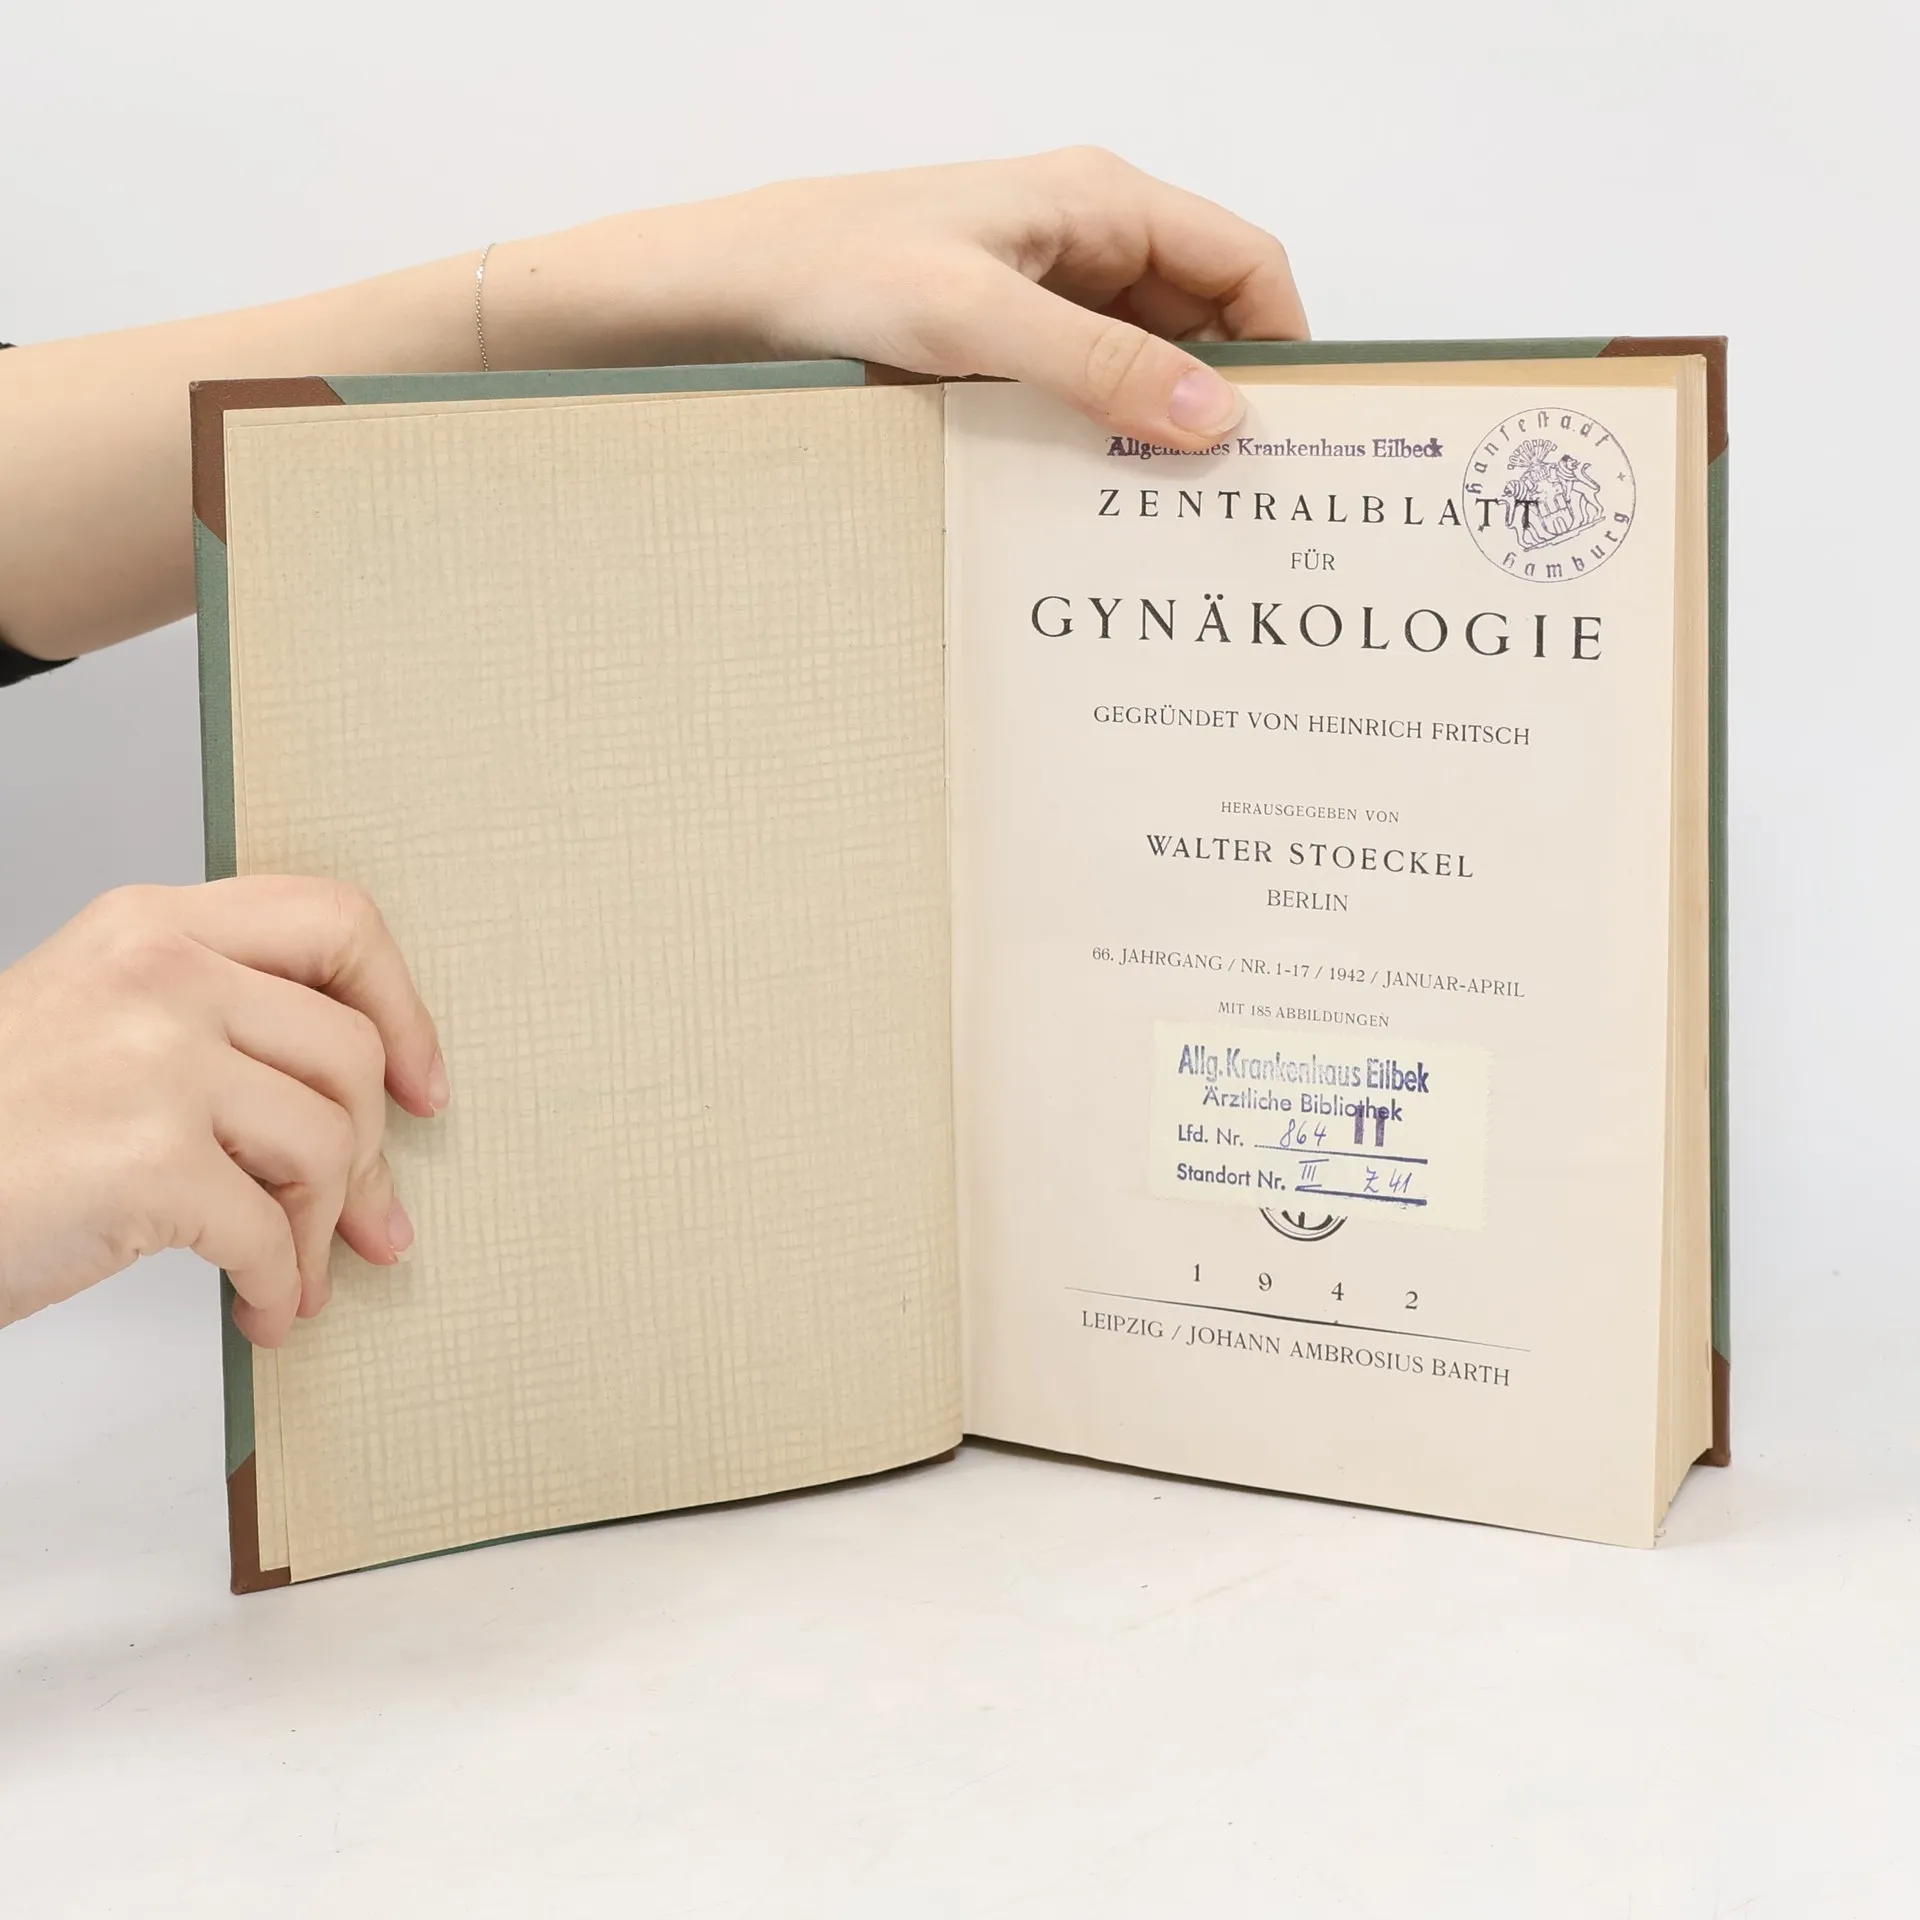 Allgemeines Krankenhaus Eilbeck
Hansestadt Hamburg
ZENTRALBLATT
FÜR
GYNÄKOLOGIE
GEGRÜNDET VON HEINRICH FRITSCH
HERAUSGEGEBEN VON
WALTER STOECKEL
BERLIN
66. JAHRGANG / NR. 1-17 / 1942 / JANUAR-APRIL
MIT 185 ABBILDUNGEN
Allg. Krankenhaus Eilbek
Ärztliche Bibliothek
Lfd. Nr. 864 II
Standort Nr. III Z 41
1 9 4 2
LEIPZIG / JOHANN AMBROSIUS BARTH